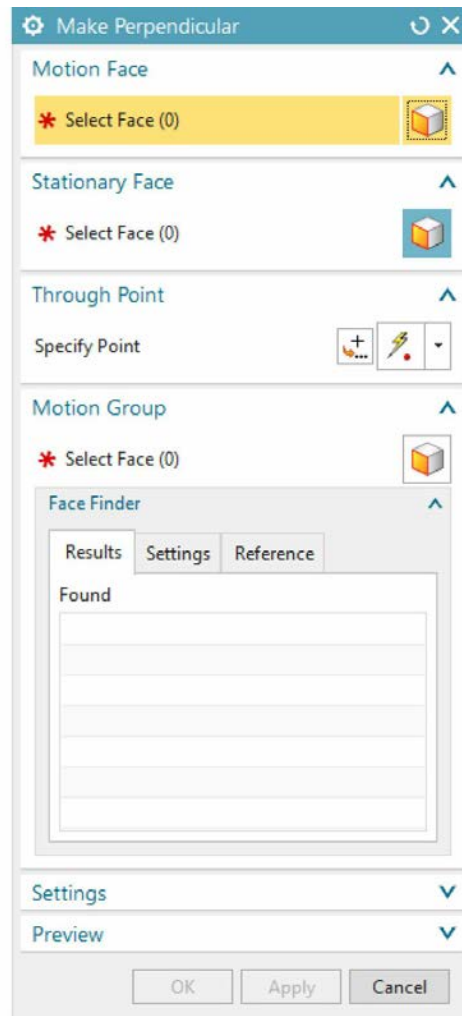 Make Perpendicular
Motion Face
* Select Face (0)
Stationary Face
* Select Face (0)
Through Point
Specify Point
Motion Group
* Select Face (0)
Face Finder
Results Settings Reference
Found
Settings
Preview
OK Apply Cancel